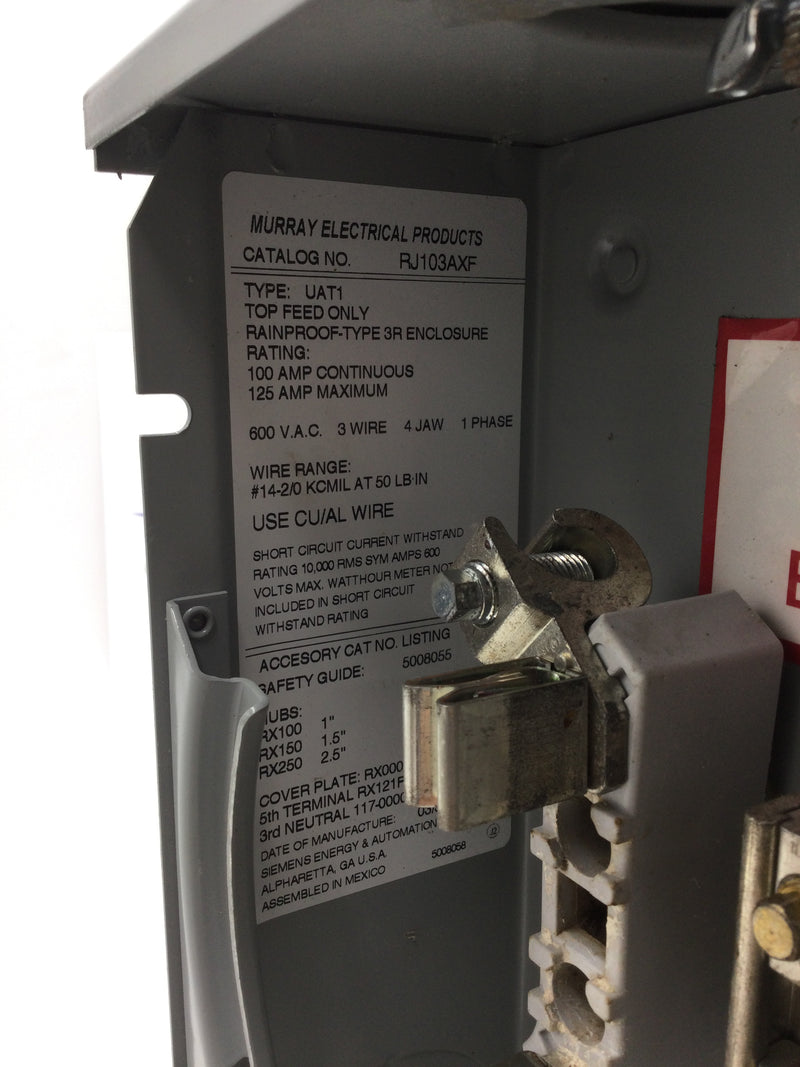 MURRAY ELECTRICAL PRODUCTS
CATALOG NO. RJ103AXF
TYPE: UAT1
TOP FEED ONLY
RAINPROOF-TYPE 3R ENCLOSURE
RATING:
100 AMP CONTINUOUS
125 AMP MAXIMUM
600 V.A.C. 3 WIRE 4 JAW 1 PHASE
WIRE RANGE:
#14-2/0 KCMIL AT 50 LB·IN
USE CU/AL WIRE
SHORT CIRCUIT CURRENT WITHSTAND
RATING 10,000 RMS SYM AMPS 600
VOLTS MAX. WATTHOUR METER NOT
INCLUDED IN SHORT CIRCUIT
WITHSTAND RATING
ACCESORY CAT NO. LISTING
SAFETY GUIDE: 5008055
HUBS:
RX100 1"
RX150 1.5"
RX250 2.5"
COVER PLATE: RX000
5th TERMINAL RX121
3rd NEUTRAL 117-0000
DATE OF MANUFACTURE:
SIEMENS ENERGY & AUTOMATION
ALPHARETTA, GA U.S.A. 5008058
ASSEMBLED IN MEXICO